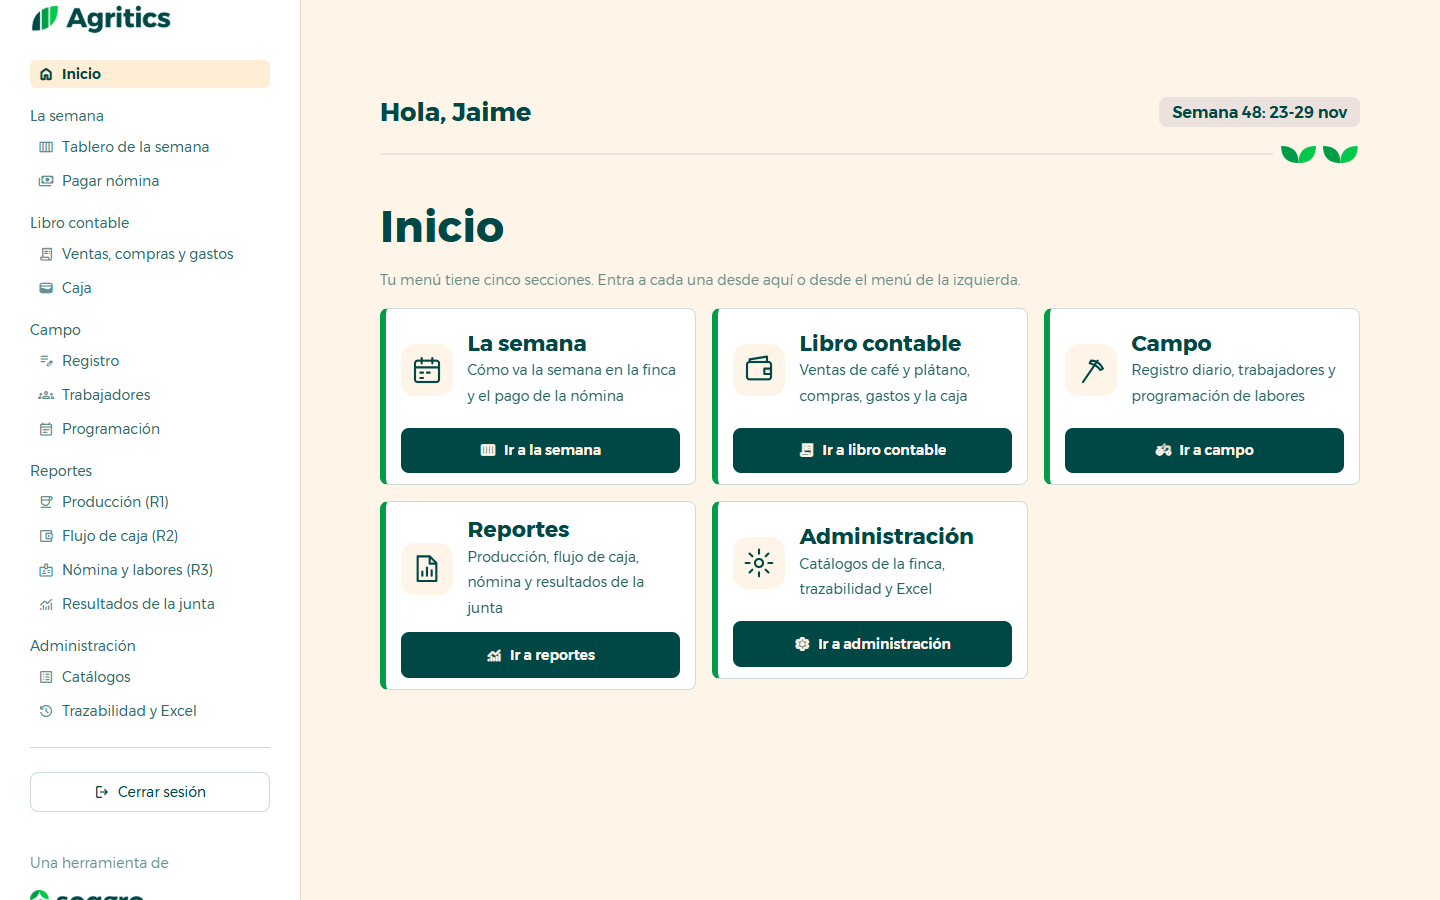 Agritics
Inicio
La semana
Tablero de la semana
Pagar nómina
Libro contable
Ventas, compras y gastos
Caja
Campo
Registro
Trabajadores
Programación
Reportes
Producción (R1)
Flujo de caja (R2)
Nómina y labores (R3)
Resultados de la junta
Administración
Catálogos
Trazabilidad y Excel
Cerrar sesión
Una herramienta de
Hola, Jaime
Semana 48: 23-29 nov
Inicio
Tu menú tiene cinco secciones. Entra a cada una desde aquí o desde el menú de la izquierda.
La semana
Cómo va la semana en la finca
y el pago de la nómina
Ir a la semana
Libro contable
Ventas de café y plátano,
compras, gastos y la caja
Ir a libro contable
Campo
Registro diario, trabajadores y
programación de labores
Ir a campo
Reportes
Producción, flujo de caja,
nómina y resultados de la
junta
Ir a reportes
Administración
Catálogos de la finca,
trazabilidad y Excel
Ir a administración